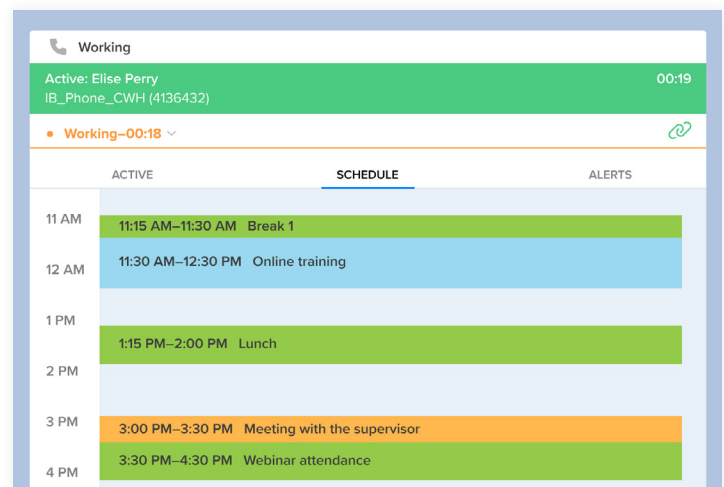 Working
Active: Elise Perry 00:19
IB_Phone_CWH (4136432)
Working–00:18
ACTIVE SCHEDULE ALERTS
11 AM
11:15 AM–11:30 AM Break 1
11:30 AM–12:30 PM Online training
12 AM
1 PM
1:15 PM–2:00 PM Lunch
2 PM
3 PM
3:00 PM–3:30 PM Meeting with the supervisor
3:30 PM–4:30 PM Webinar attendance
4 PM